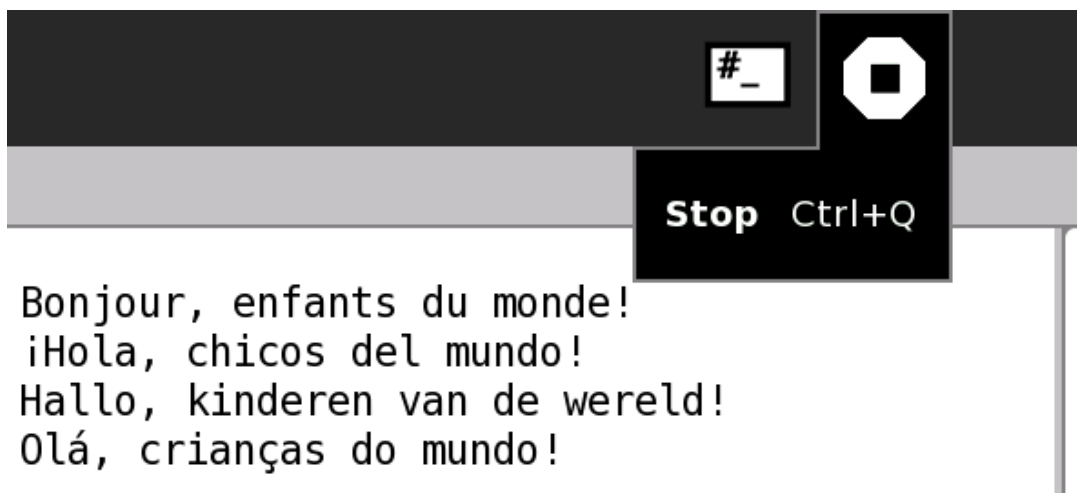 #_
Stop Ctrl+Q
Bonjour, enfants du monde!
¡Hola, chicos del mundo!
Hallo, kinderen van de wereld!
Olá, crianças do mundo!